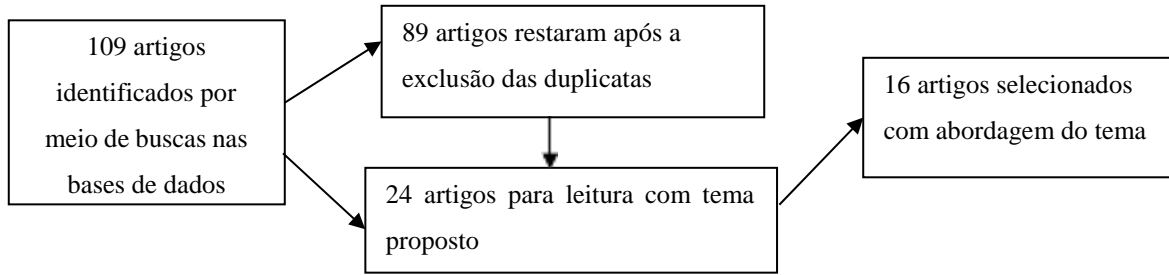 109 artigos
identificados por
meio de buscas nas
bases de dados
89 artigos restaram após a
exclusão das duplicatas
24 artigos para leitura com tema
proposto
16 artigos selecionados
com abordagem do tema